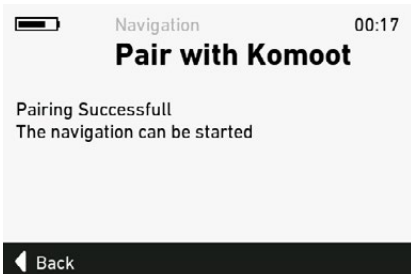 Navigation 00:17
Pair with Komoot
Pairing Successfull
The navigation can be started
Back